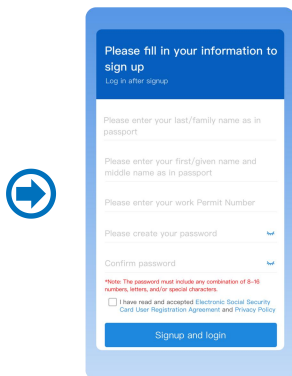 Please fill in your information to
sign up
Log in after signup
Please enter your last/family name as in
passport
Please enter your first/given name and
middle name as in passport
Please enter your work Permit Number
Please create your password
Confirm password
*Note: The password must include any combination of 8-16
numbers, letters, and/or special characters.
I have read and accepted Electronic Social Security
Card User Registration Agreement and Privacy Policy
Signup and login